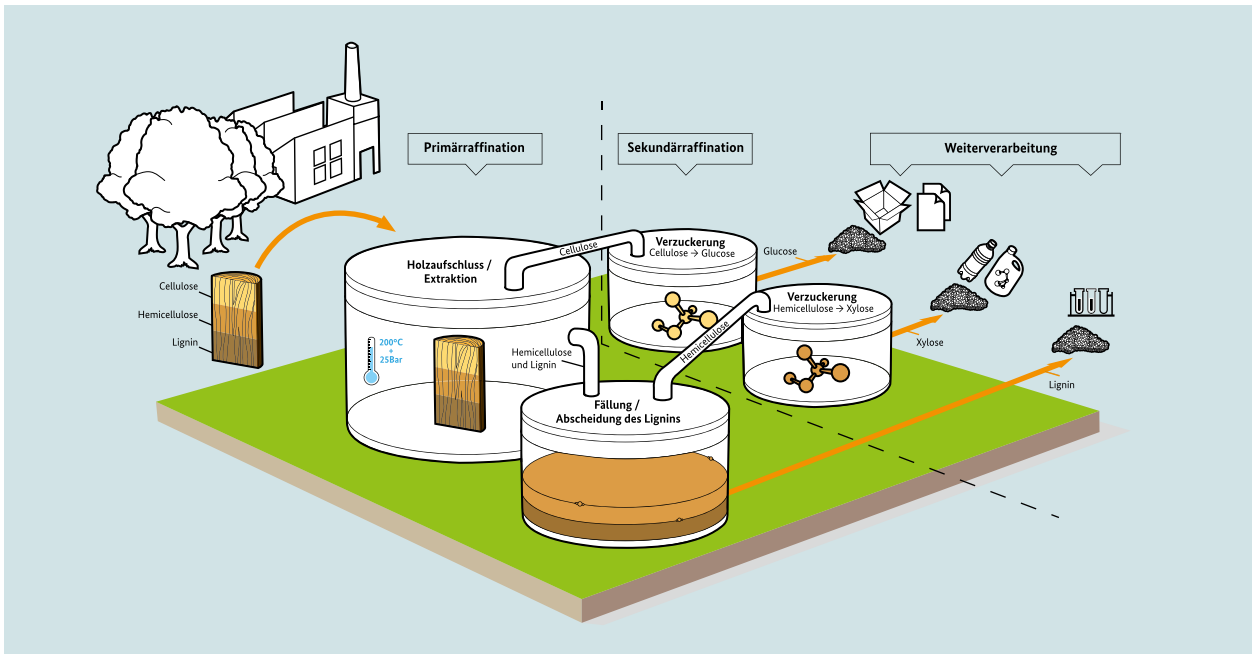 Primärraffination
Sekundärraffination
Weiterverarbeitung
Cellulose
Hemicellulose
Lignin
Holzaufschluss /
Extraktion
200°C
+
25Bar
Cellulose
Verzuckerung
Cellulose → Glucose
Glucose
Hemicellulose
und Lignin
Hemicellulose
Verzuckerung
Hemicellulose → Xylose
Xylose
Fällung /
Abscheidung des Lignins
Lignin